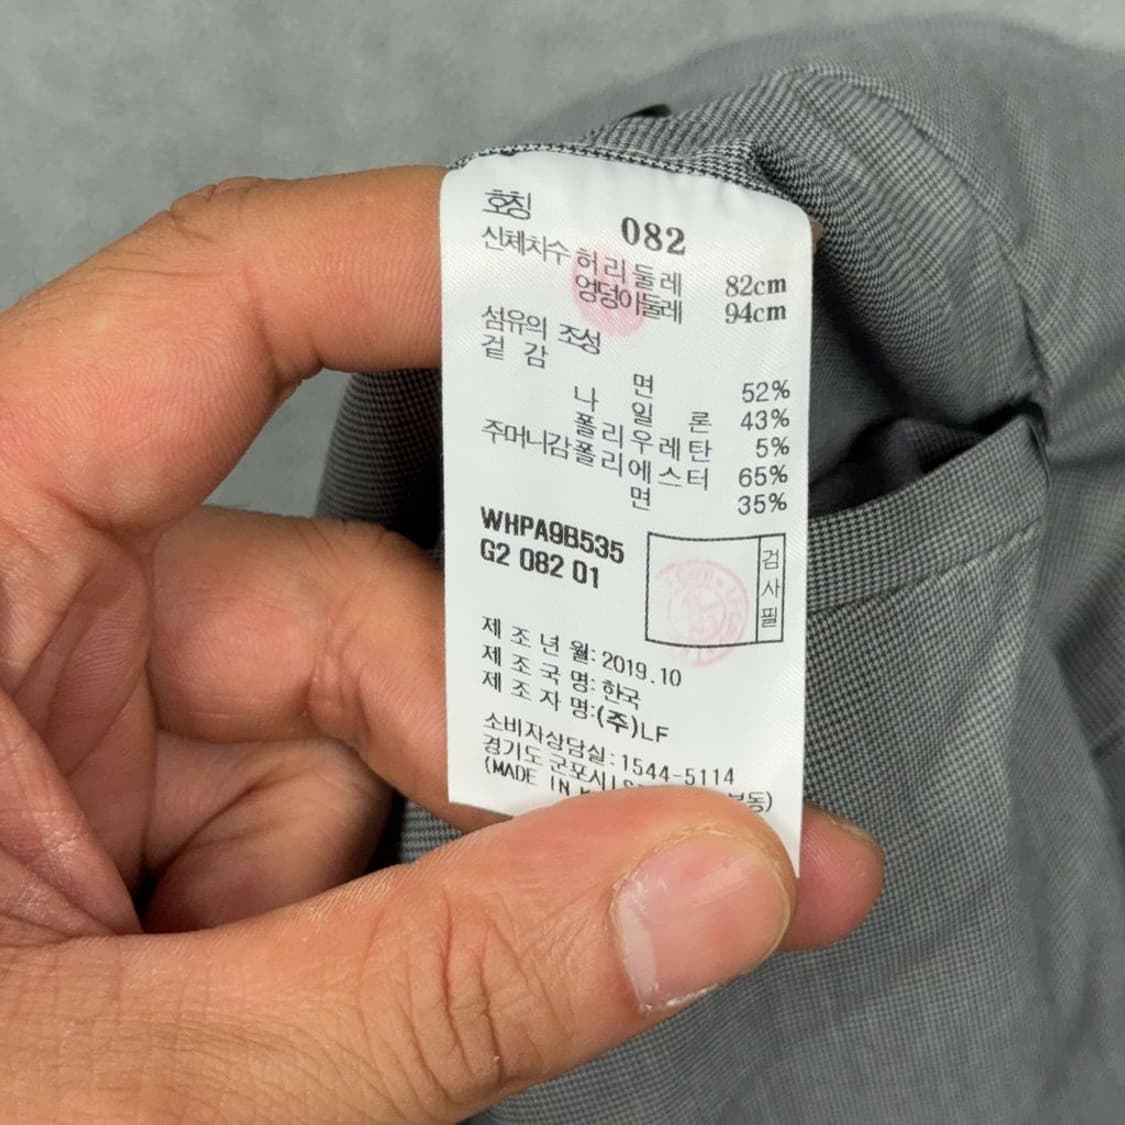 호칭 082
신체치수 허리둘레 82cm
엉덩이둘레 94cm
섬유의 조성
겉감
면 52%
나일론 43%
폴리우레탄 5%
주머니감 폴리에스터 65%
면 35%
WHPA9B535
G2 082 01
검사필
제조년월: 2019.10
제조국명: 한국
제조자명:(주)LF
소비자상담실: 1544-5114
경기도 군포시
(MADE IN